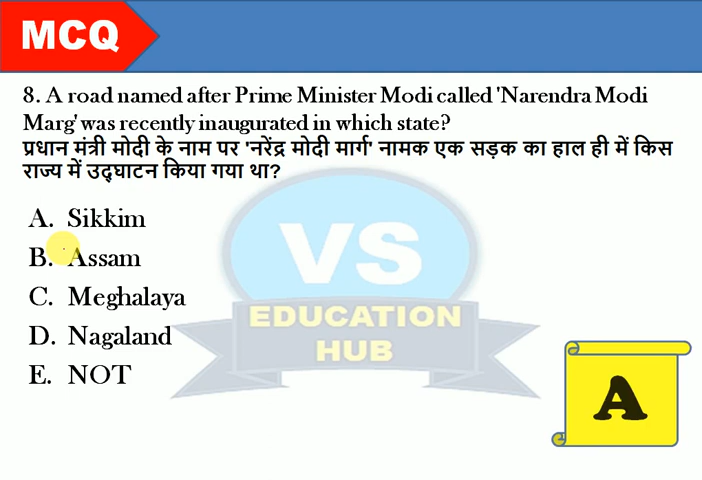 MCQ
8. A road named after Prime Minister Modi called 'Narendra Modi
Marg' was recently inaugurated in which state?
प्रधान मंत्री मोदी के नाम पर 'नरेंद्र मोदी मार्ग' नामक एक सड़क का हाल ही में किस
राज्य में उद्घाटन किया गया था?
A. Sikkim
B. Assam
C. Meghalaya
D. Nagaland
E. NOT
VS
EDUCATION
HUB
A